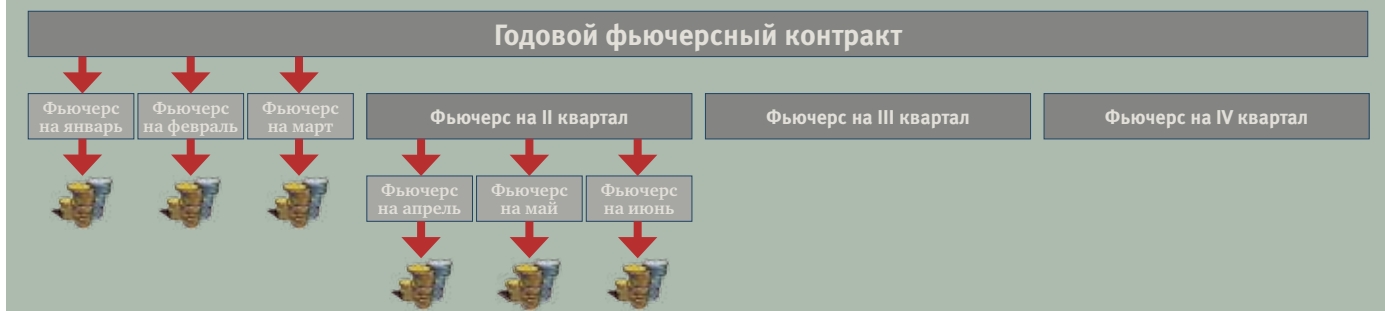 Годовой фьючерсный контракт
Фьючерс
на январь
Фьючерс
на февраль
Фьючерс
на март
Фьючерс на II квартал
Фьючерс на III квартал
Фьючерс на IV квартал
Фьючерс
на апрель
Фьючерс
на май
Фьючерс
на июнь